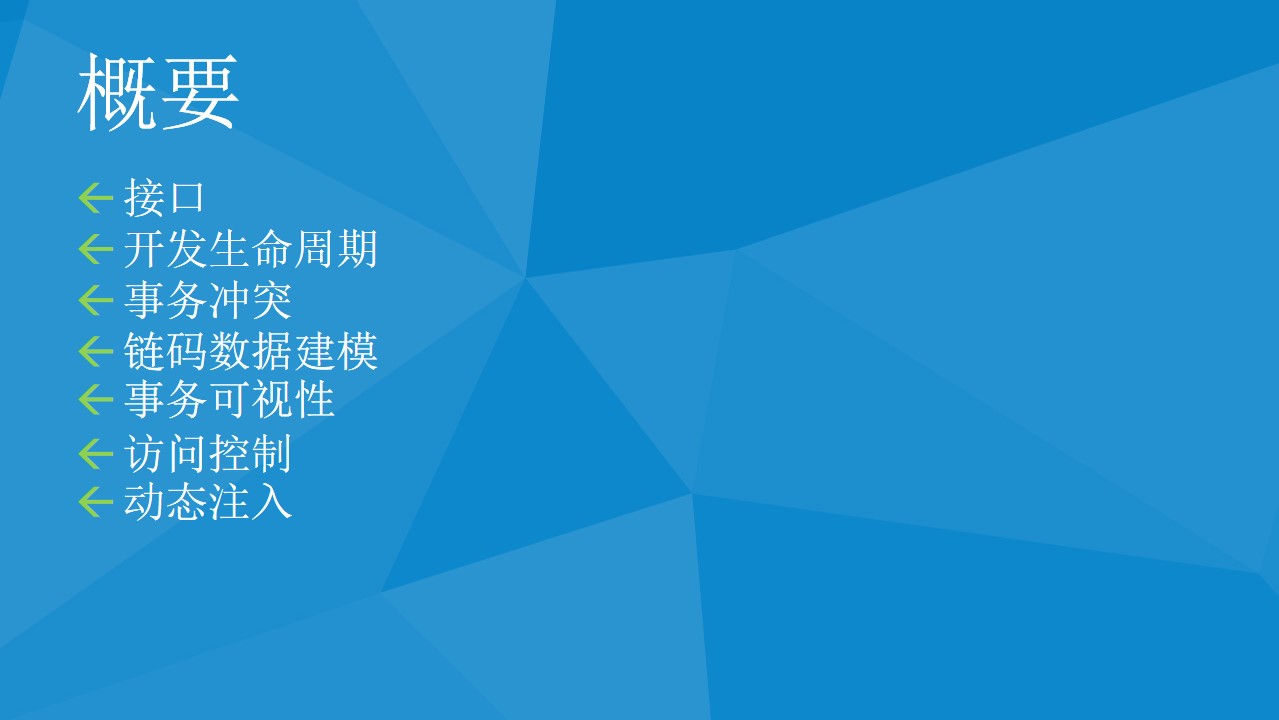 概要
接口
开发生命周期
事务冲突
链码数据建模
事务可视性
访问控制
动态注入